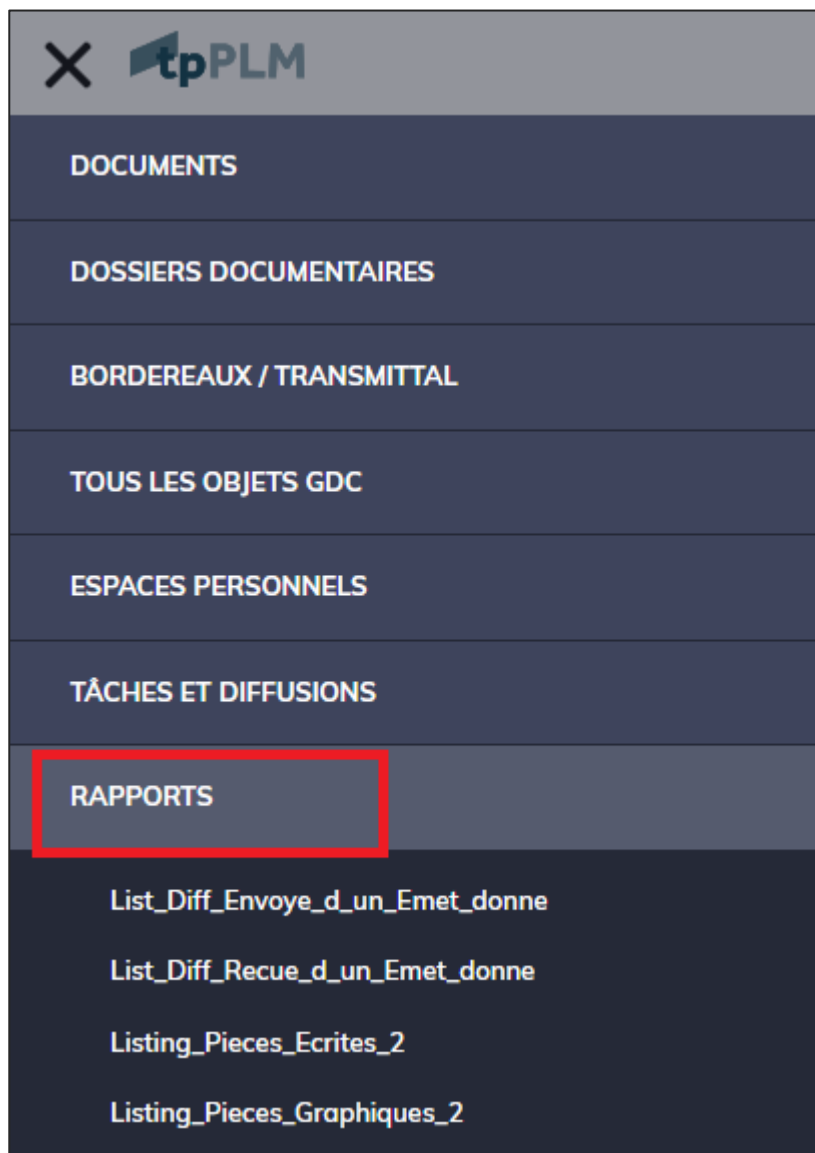 tpPLM
DOCUMENTS
DOSSIERS DOCUMENTAIRES
BORDEREAUX / TRANSMITTAL
TOUS LES OBJETS GDC
ESPACES PERSONNELS
TÂCHES ET DIFFUSIONS
RAPPORTS
List_Diff_Envoye_d_un_Emet_donne
List_Diff_Recue_d_un_Emet_donne
Listing_Pieces_Ecrites_2
Listing_Pieces_Graphiques_2